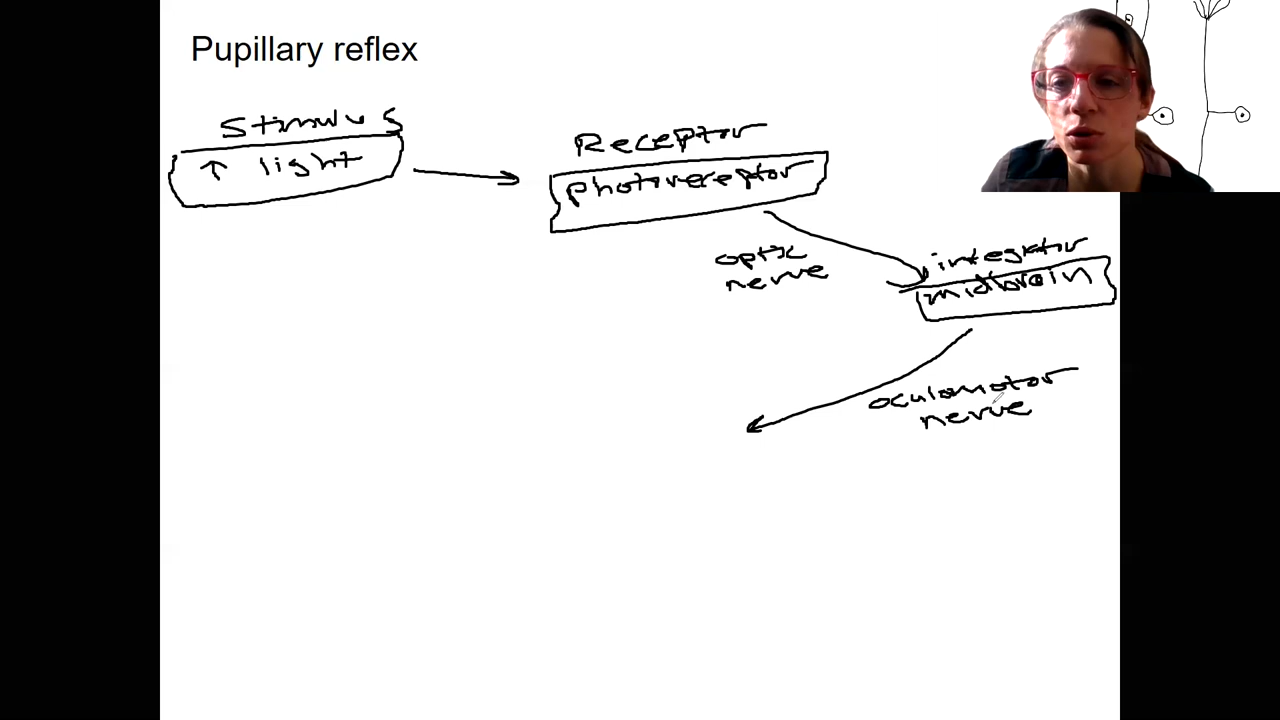 Pupillary reflex
Stimulus
↑ light
Receptor
photoreceptor
optic
nerve
integrator
midbrain
oculomotor
nerve